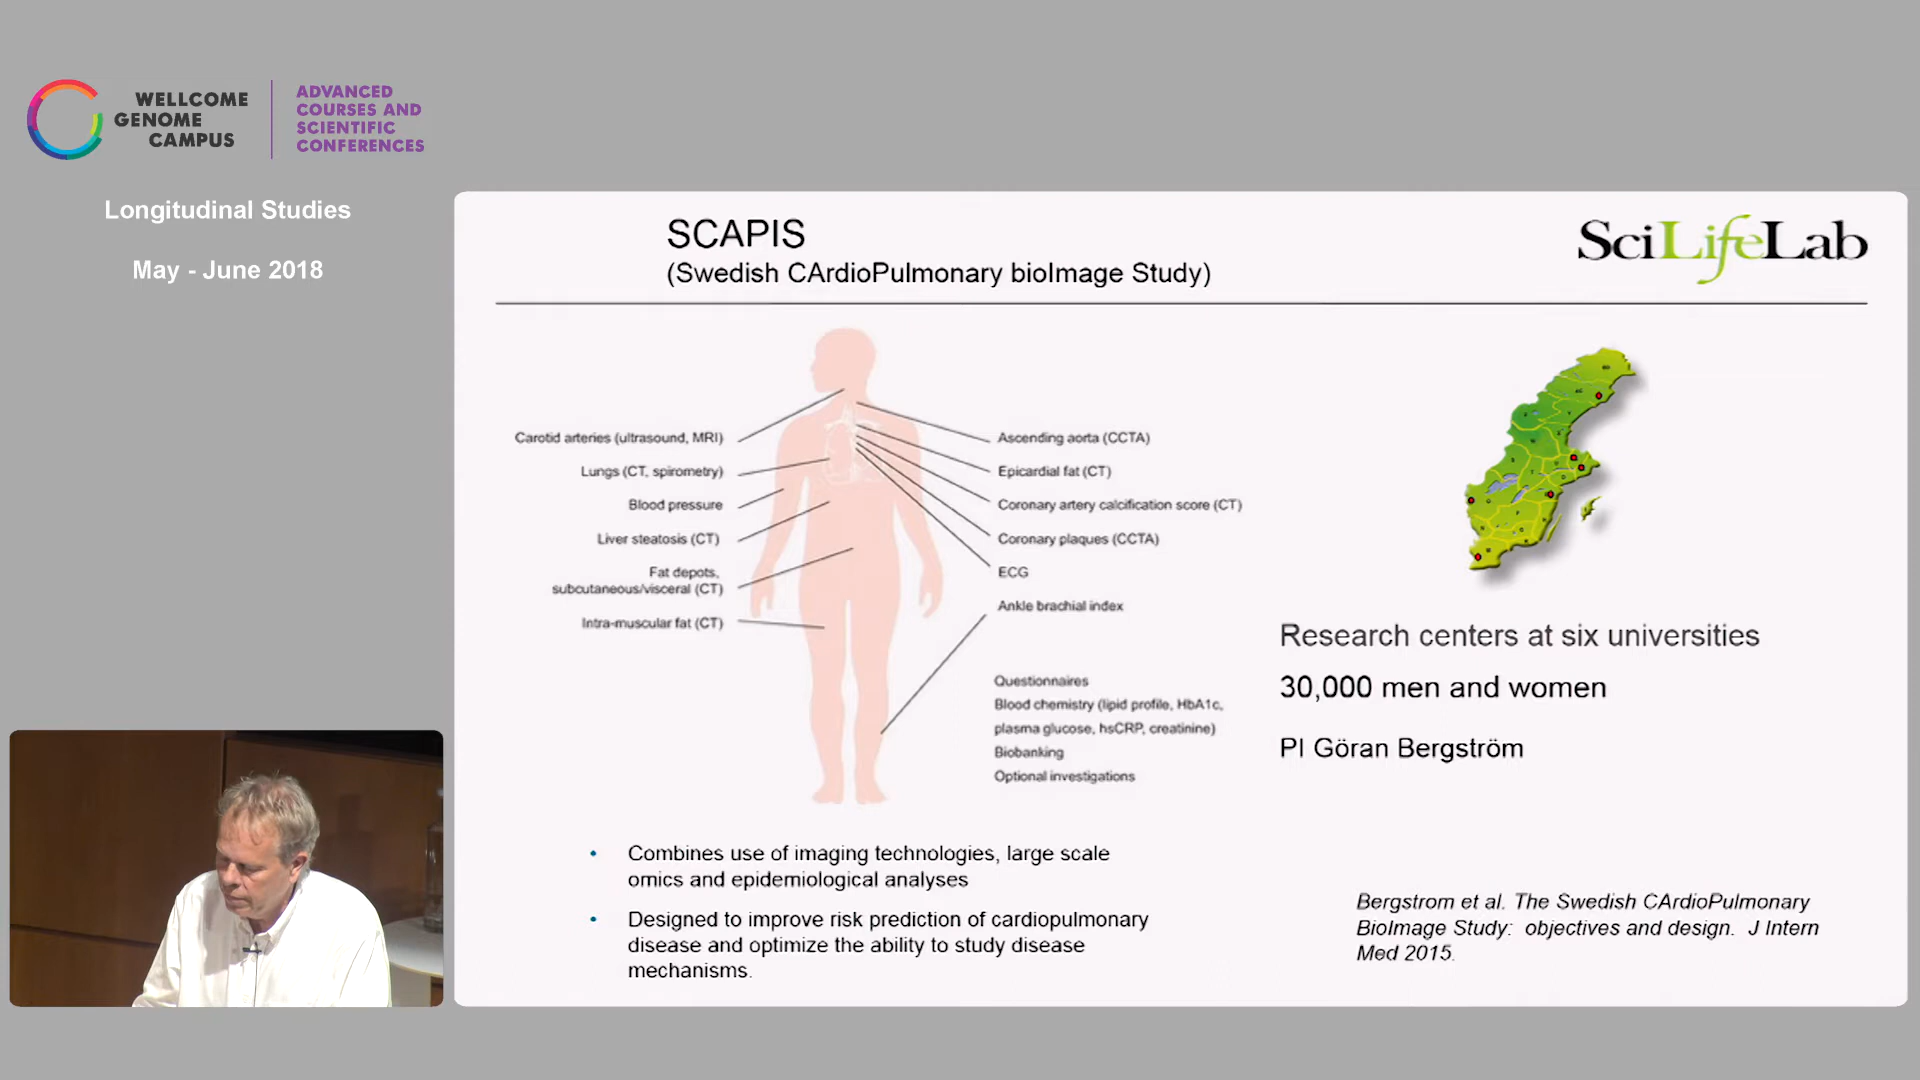 WELLCOME
GENOME
CAMPUS
ADVANCED
COURSES AND
SCIENTIFIC
CONFERENCES
Longitudinal Studies
May - June 2018
SCAPIS
(Swedish CArdioPulmonary bioImage Study)
SciLifeLab
Carotid arteries (ultrasound, MRI)
Lungs (CT, spirometry)
Blood pressure
Liver steatosis (CT)
Fat depots,
subcutaneous/visceral (CT)
Intra-muscular fat (CT)
Ascending aorta (CCTA)
Epicardial fat (CT)
Coronary artery calcification score (CT)
Coronary plaques (CCTA)
ECG
Ankle brachial index
Questionnaires
Blood chemistry (lipid profile, HbA1c,
plasma glucose, hsCRP, creatinine)
Biobanking
Optional investigations
Research centers at six universities
30,000 men and women
PI Göran Bergström
• Combines use of imaging technologies, large scale
omics and epidemiological analyses
• Designed to improve risk prediction of cardiopulmonary
disease and optimize the ability to study disease
mechanisms.
Bergstrom et al. The Swedish CArdioPulmonary
BioImage Study: objectives and design. J Intern
Med 2015.